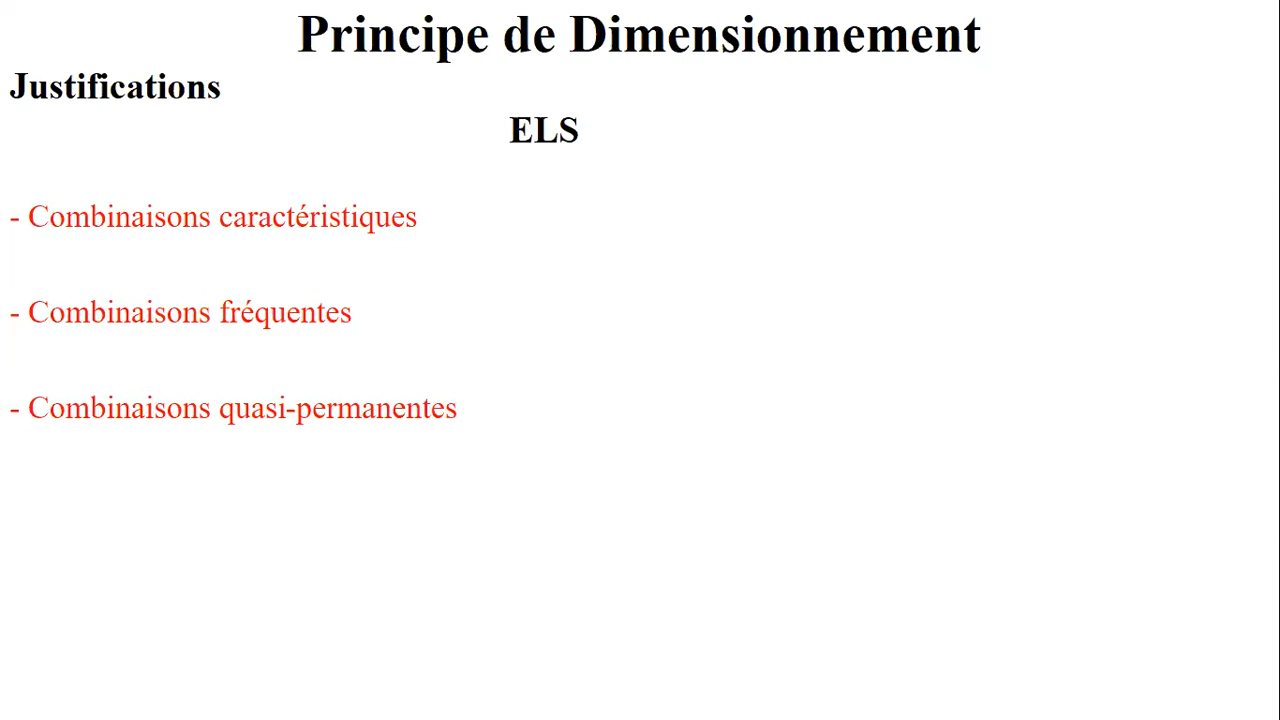 Principe de Dimensionnement
Justifications
ELS
- Combinaisons caractéristiques
- Combinaisons fréquentes
- Combinaisons quasi-permanentes